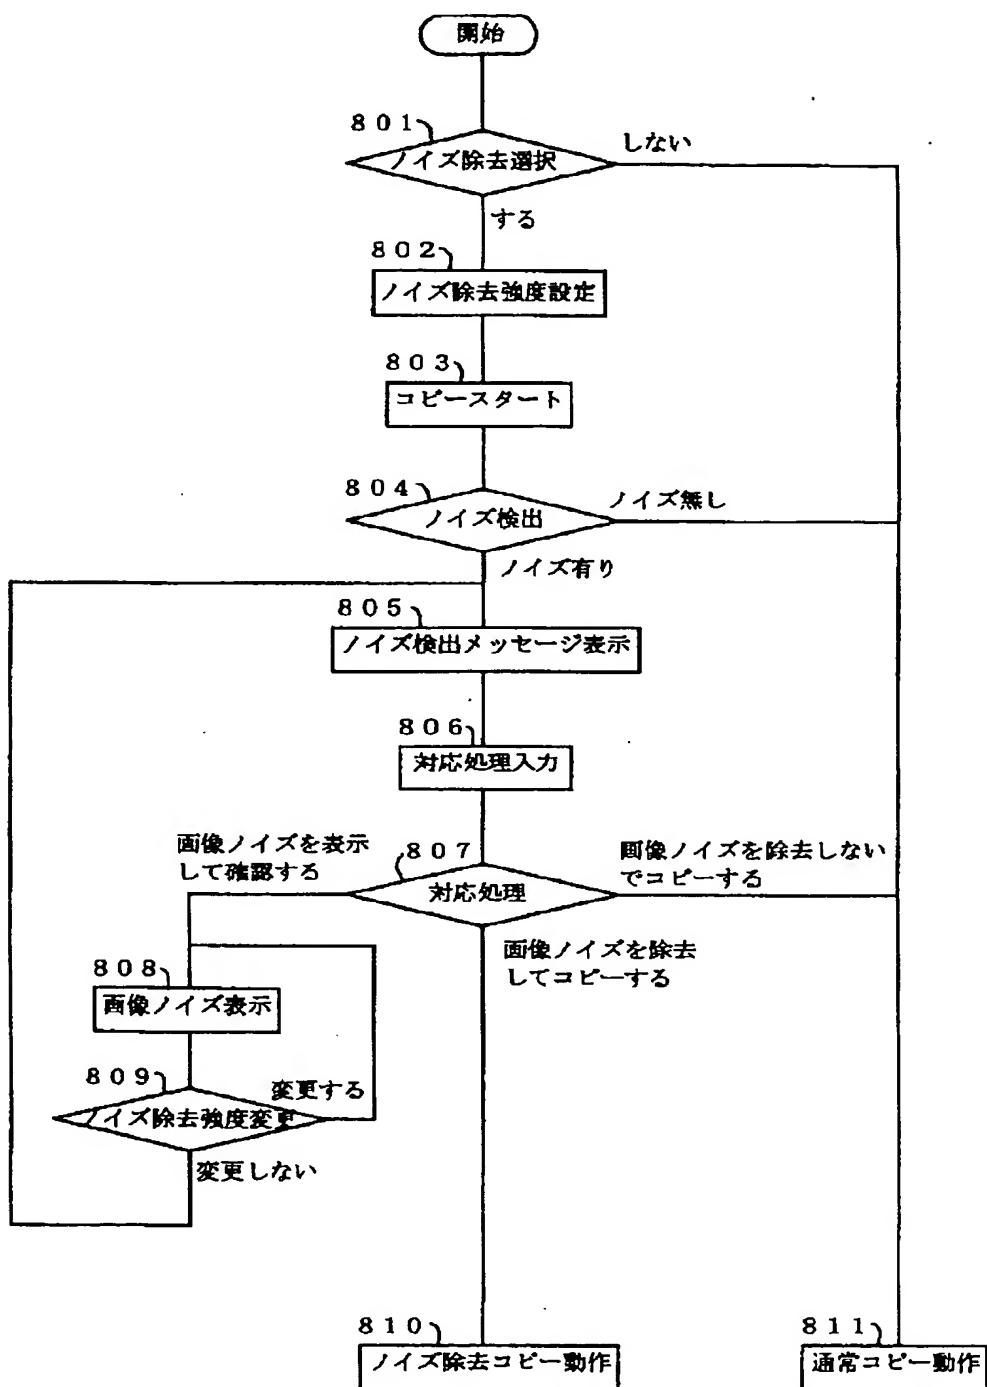 開始
801
ノイズ除去選択
しない
する
802
ノイズ除去強度設定
803
コピースタート
804
ノイズ検出
ノイズ無し
ノイズ有り
805
ノイズ検出メッセージ表示
806
対応処理入力
画像ノイズを表示
して確認する
807
対応処理
画像ノイズを除去しない
でコピーする
画像ノイズを除去
してコピーする
808
画像ノイズ表示
809
ノイズ除去強度変更
変更する
変更しない
810
ノイズ除去コピー動作
811
通常コピー動作